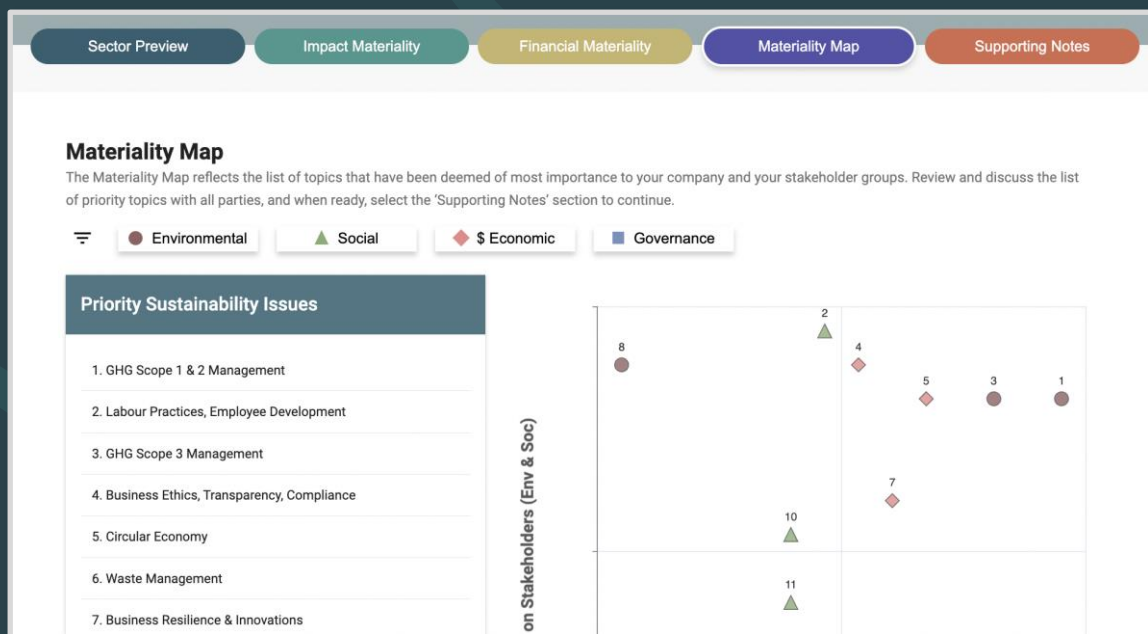 Sector Preview
Impact Materiality
Financial Materiality
Materiality Map
Supporting Notes
Materiality Map
The Materiality Map reflects the list of topics that have been deemed of most importance to your company and your stakeholder groups. Review and discuss the list
of priority topics with all parties, and when ready, select the 'Supporting Notes' section to continue.
Environmental
Social
$ Economic
Governance
Priority Sustainability Issues
1. GHG Scope 1 & 2 Management
2. Labour Practices, Employee Development
3. GHG Scope 3 Management
4. Business Ethics, Transparency, Compliance
5. Circular Economy
6. Waste Management
7. Business Resilience & Innovations
on Stakeholders (Env & Soc)
2
8
4
5
3
1
7
10
11